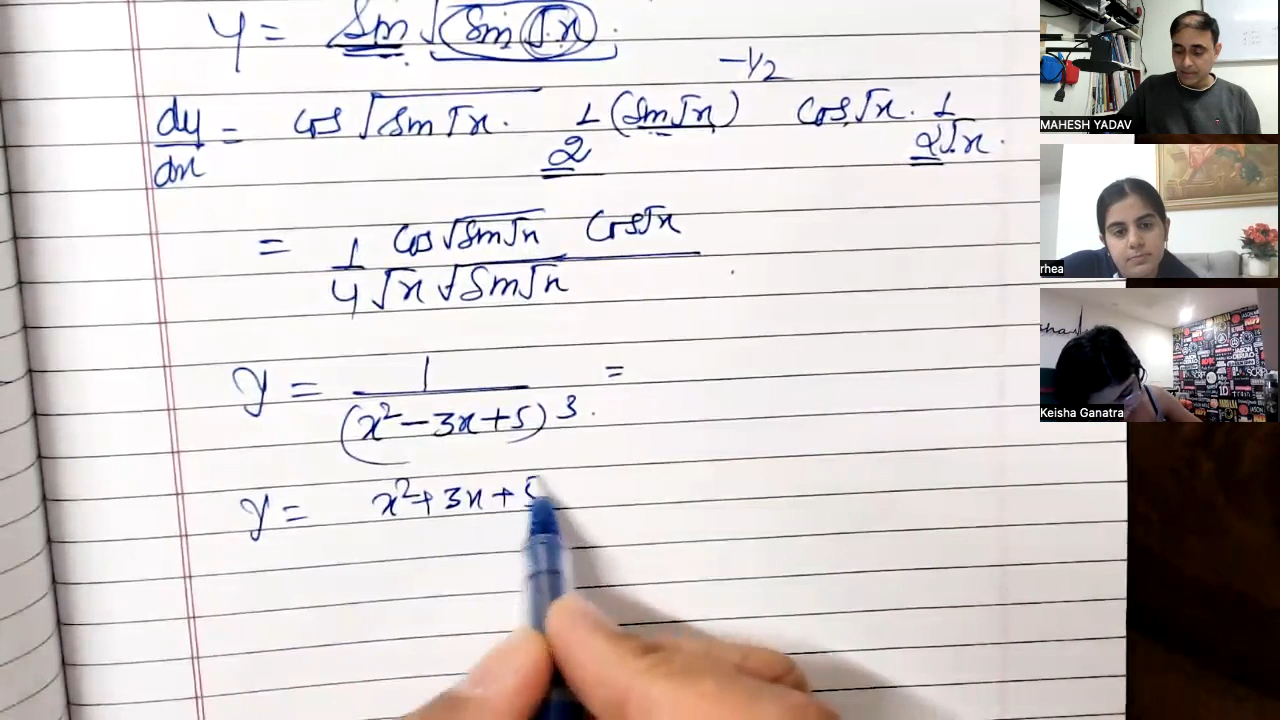 y = sin √(sin √x)
dy/dx = cos √(sin √x) . 1/2 (sin √x)^(-1/2) cos √x . 1/(2√x) .
= 1/4 cos √(sin √x) cos √x / (√x √(sin √x))
y = 1/(x² - 3x + 5)³ . =
y = x² + 3x + 5
MAHESH YADAV
rhea
Keisha Ganatra